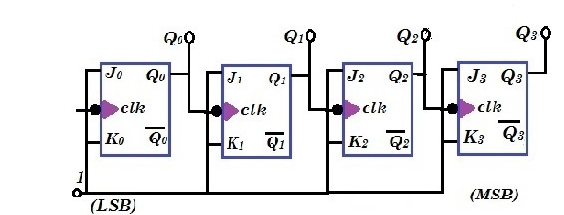 Q0 Q1 Q2 Q3
J0 Q0 J1 Q1 J2 Q2 J3 Q3
clk clk clk clk
K0 Q̅0 K1 Q̅1 K2 Q̅2 K3 Q̅3
1
(LSB) (MSB)